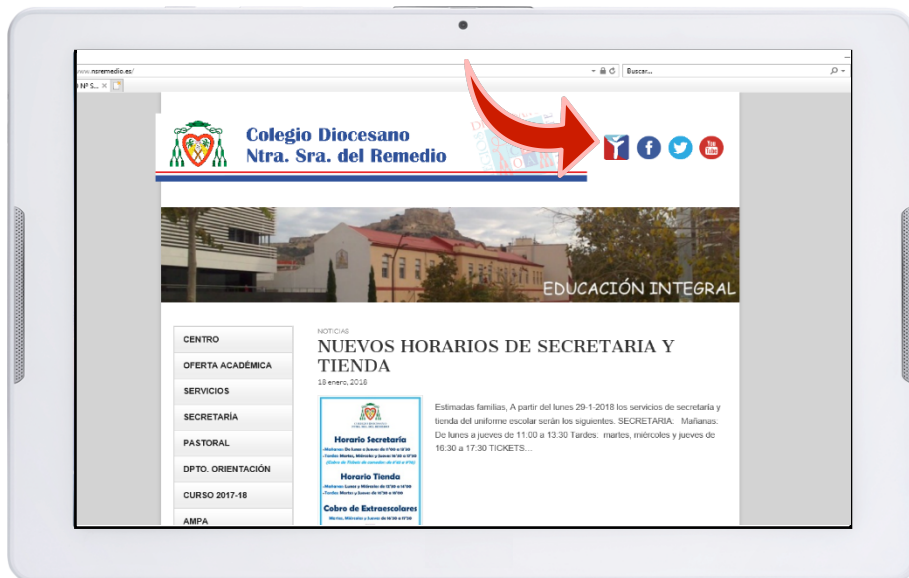 www.nsremedio.es/
Buscar...
Nº S...
Colegio Diocesano
Ntra. Sra. del Remedio
f
You
Tube
EDUCACIÓN INTEGRAL
CENTRO
OFERTA ACADÉMICA
SERVICIOS
SECRETARÍA
PASTORAL
DPTO. ORIENTACIÓN
CURSO 2017-18
AMPA
NOTICIAS
NUEVOS HORARIOS DE SECRETARIA Y
TIENDA
18 enero, 2018
Horario Secretaría
Horario Tienda
Cobro de Extraescolares
Estimadas familias, A partir del lunes 29-1-2018 los servicios de secretaría y
tienda del uniforme escolar serán los siguientes. SECRETARIA: Mañanas.
De lunes a jueves de 11:00 a 13:30 Tardes: martes, miércoles y jueves de
16:30 a 17:30 TICKETS...